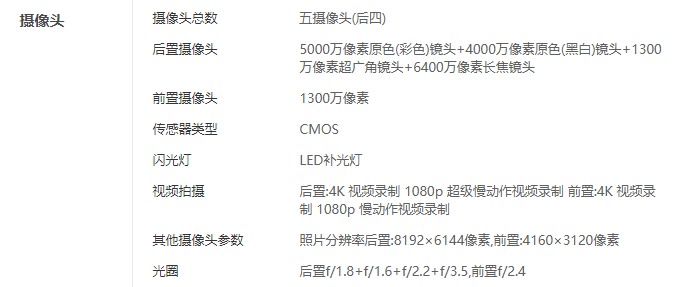 摄像头
摄像头总数 五摄像头(后四)
后置摄像头 5000万像素原色(彩色)镜头+4000万像素原色(黑白)镜头+1300
万像素超广角镜头+6400万像素长焦镜头
前置摄像头 1300万像素
传感器类型 CMOS
闪光灯 LED补光灯
视频拍摄 后置:4K 视频录制 1080p 超级慢动作视频录制 前置:4K 视频录
制 1080p 慢动作视频录制
其他摄像头参数 照片分辨率后置:8192×6144像素,前置:4160×3120像素
光圈 后置f/1.8+f/1.6+f/2.2+f/3.5,前置f/2.4